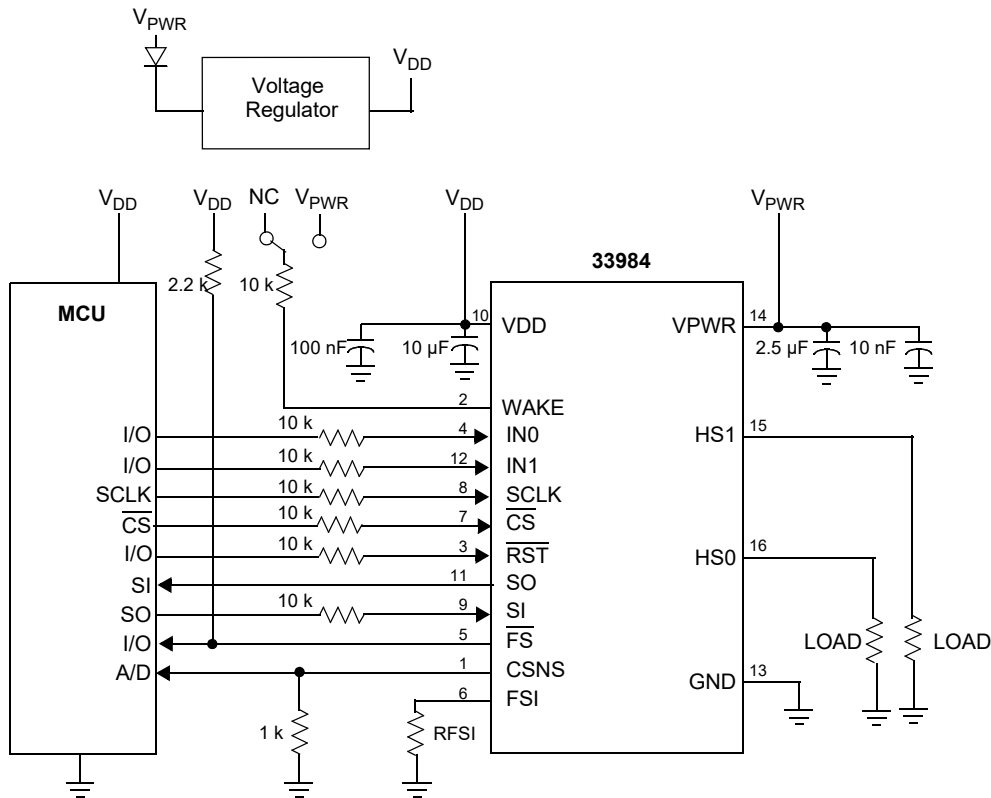 VPWR
VDD
Voltage
Regulator
VDD
VDD
NC
VPWR
VDD
VPWR
33984
2.2 k
10 k
MCU
10
VDD
VPWR
14
100 nF
10 µF
2.5 µF
10 nF
2
WAKE
I/O
10 k
4
IN0
HS1
15
I/O
10 k
12
IN1
SCLK
10 k
8
SCLK
CS
10 k
7
CS
I/O
10 k
3
RST
HS0
16
SI
11
SO
SO
10 k
9
SI
I/O
5
FS
LOAD
LOAD
A/D
1
CSNS
GND
13
6
FSI
1 k
RFSI